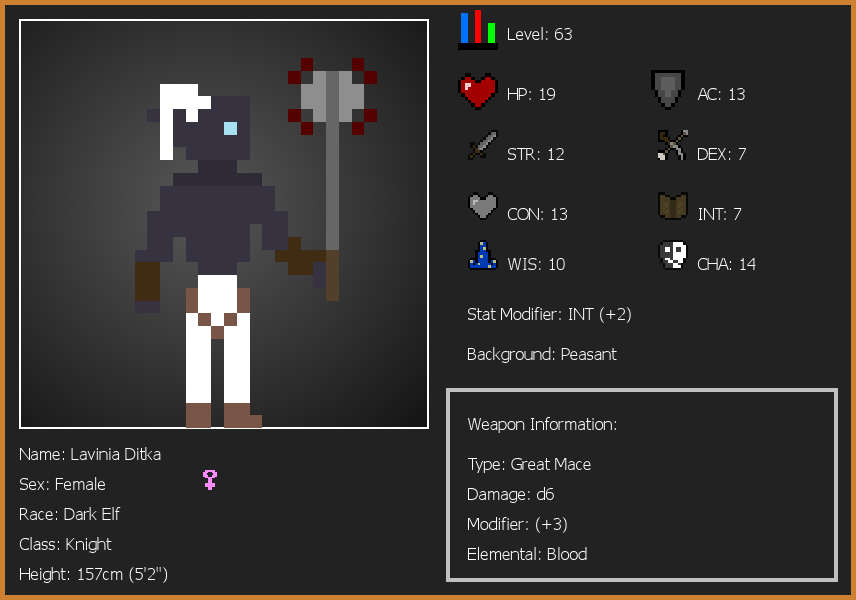 Level: 63
HP: 19
AC: 13
STR: 12
DEX: 7
CON: 13
INT: 7
WIS: 10
CHA: 14
Stat Modifier: INT (+2)
Background: Peasant
Weapon Information:
Type: Great Mace
Damage: d6
Modifier: (+3)
Elemental: Blood
Name: Lavinia Ditka
Sex: Female
Race: Dark Elf
Class: Knight
Height: 157cm (5'2")